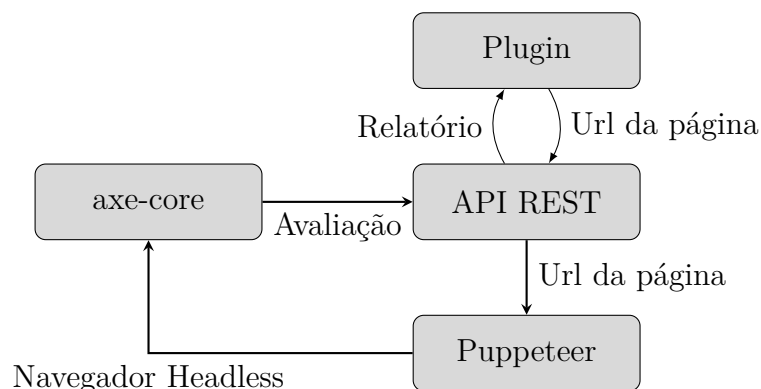 Plugin
Relatório
Url da página
axe-core
API REST
Avaliação
Url da página
Puppeteer
Navegador Headless